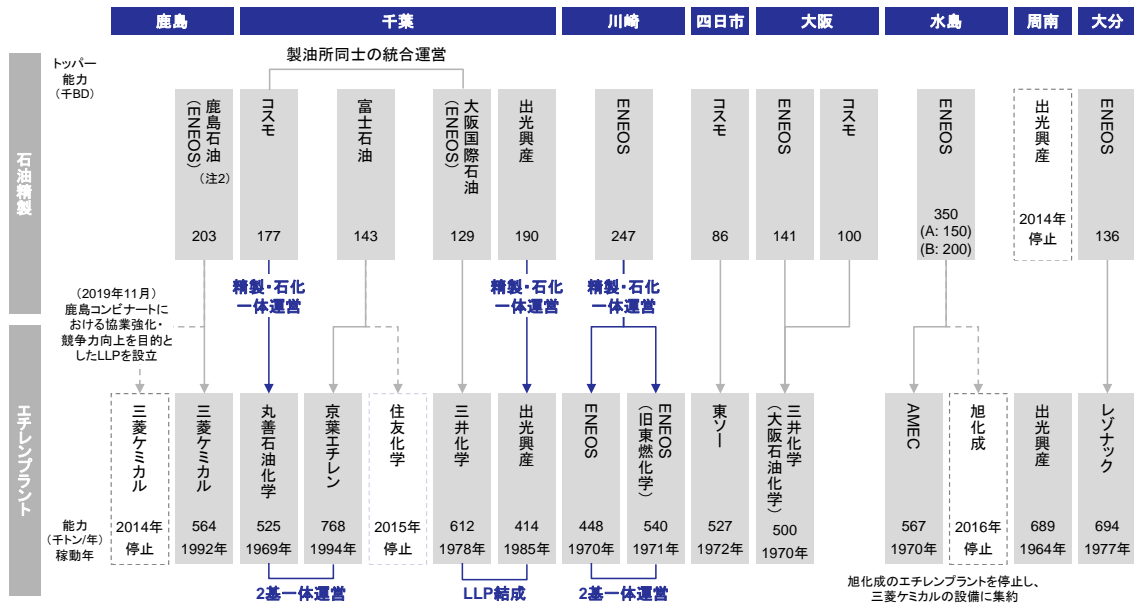 鹿島
千葉
川崎
四日市
大阪
水島
周南
大分
石油精製
トッパー
能力
（千BD）
製油所同士の統合運営
鹿島石油
(ENEOS)
（注2）
203
コスモ
177
富士石油
143
大阪国際石油
(ENEOS)
129
出光興産
190
ENEOS
247
コスモ
86
ENEOS
141
コスモ
100
ENEOS
350
(A: 150)
(B: 200)
出光興産
2014年
停止
ENEOS
136
（2019年11月）
鹿島コンビナートに
おける協業強化・
競争力向上を目的と
したLLPを設立
精製・石化
一体運営
精製・石化
一体運営
精製・石化
一体運営
エチレンプラント
能力
（千トン/年）
稼動年
三菱ケミカル
2014年
停止
三菱ケミカル
564
1992年
丸善石油化学
525
1969年
京葉エチレン
768
1994年
住友化学
2015年
停止
三井化学
612
1978年
出光興産
414
1985年
ENEOS
448
1970年
ENEOS
（旧東燃化学）
540
1971年
東ソー
527
1972年
三井化学
（大阪石油化学）
500
1970年
AMEC
567
1970年
旭化成
2016年
停止
出光興産
689
1964年
レゾナック
694
1977年
2基一体運営
LLP結成
2基一体運営
旭化成のエチレンプラントを停止し、
三菱ケミカルの設備に集約